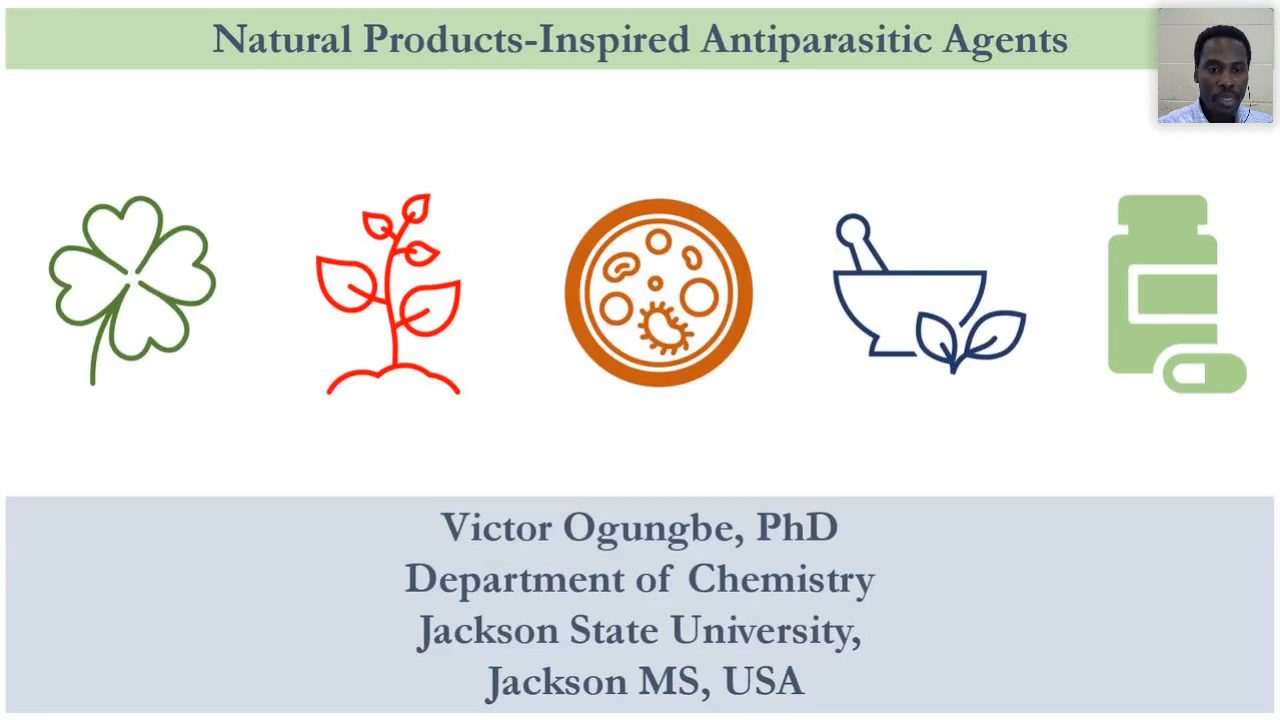 Natural Products-Inspired Antiparasitic Agents
Victor Ogungbe, PhD
Department of Chemistry
Jackson State University,
Jackson MS, USA